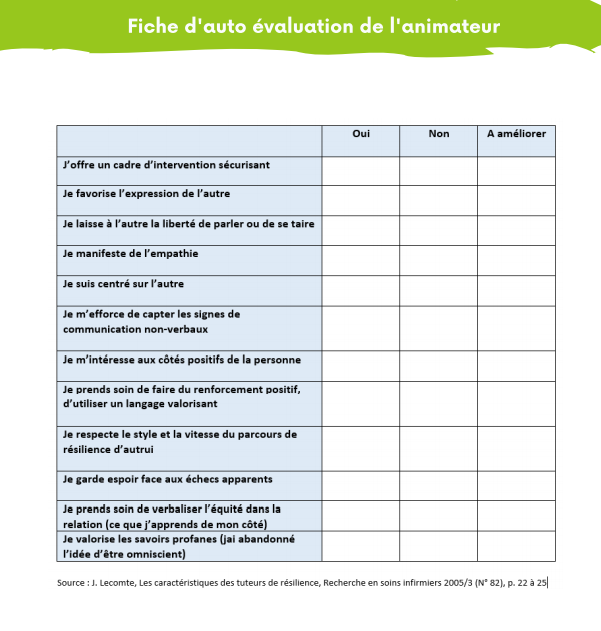 Fiche d'auto évaluation de l'animateur
Oui Non A améliorer
J’offre un cadre d’intervention sécurisant
Je favorise l’expression de l’autre
Je laisse à l’autre la liberté de parler ou de se taire
Je manifeste de l’empathie
Je suis centré sur l’autre
Je m’efforce de capter les signes de
communication non-verbaux
Je m’intéresse aux côtés positifs de la personne
Je prends soin de faire du renforcement positif,
d’utiliser un langage valorisant
Je respecte le style et la vitesse du parcours de
résilience d’autrui
Je garde espoir face aux échecs apparents
Je prends soin de verbaliser l’équité dans la
relation (ce que j’apprends de mon côté)
Je valorise les savoirs profanes (jai abandonné
l’idée d’être omniscient)
Source : J. Lecomte, Les caractéristiques des tuteurs de résilience, Recherche en soins infirmiers 2005/3 (N° 82), p. 22 à 25